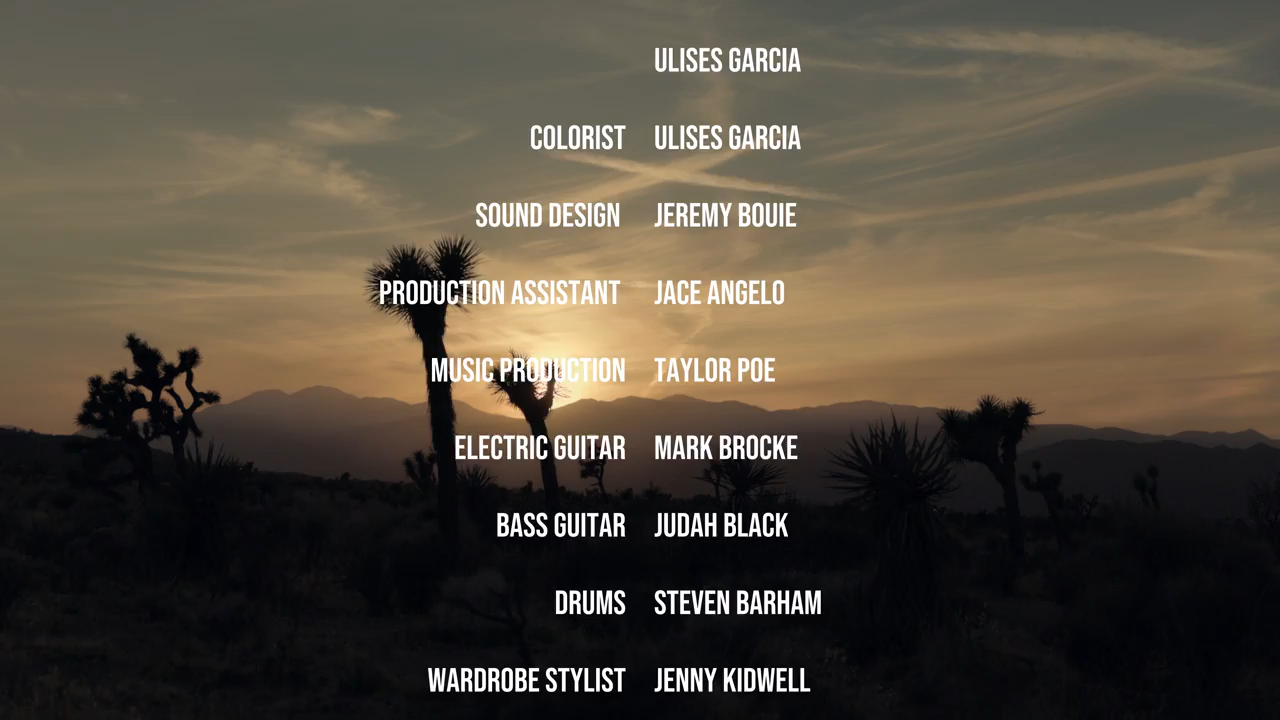 ULISES GARCIA
COLORIST ULISES GARCIA
SOUND DESIGN JEREMY BOUIE
PRODUCTION ASSISTANT JACE ANGELO
MUSIC PRODUCTION TAYLOR POE
ELECTRIC GUITAR MARK BROCKE
BASS GUITAR JUDAH BLACK
DRUMS STEVEN BARHAM
WARDROBE STYLIST JENNY KIDWELL